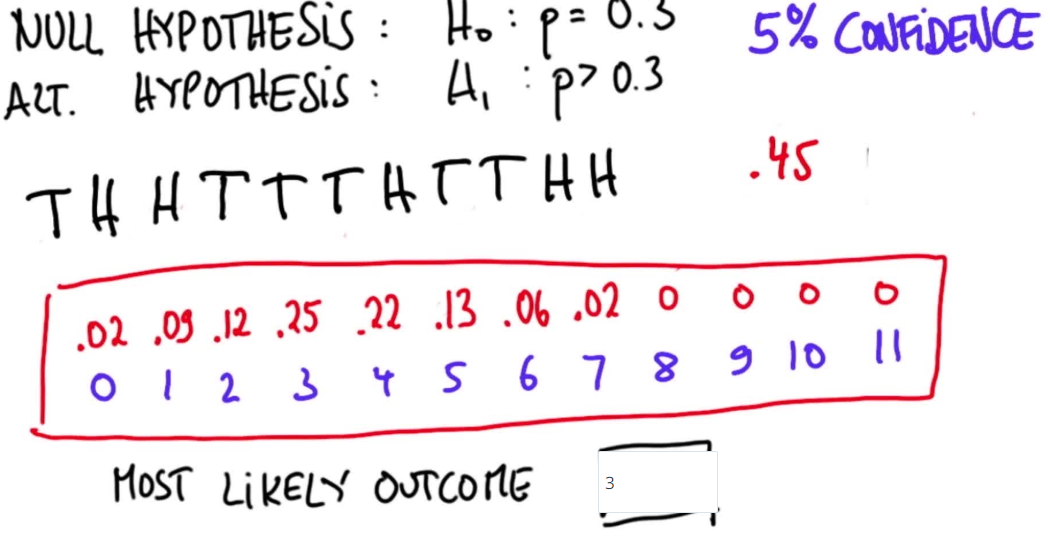 NULL HYPOTHESIS : H₀ : p = 0.3 5% CONFIDENCE
ALT. HYPOTHESIS : H₁ : p > 0.3
T H H T T T H T T H H .45
.02 .09 .12 .25 .22 .13 .06 .02 0 0 0 0
0 1 2 3 4 5 6 7 8 9 10 11
MOST LIKELY OUTCOME 3